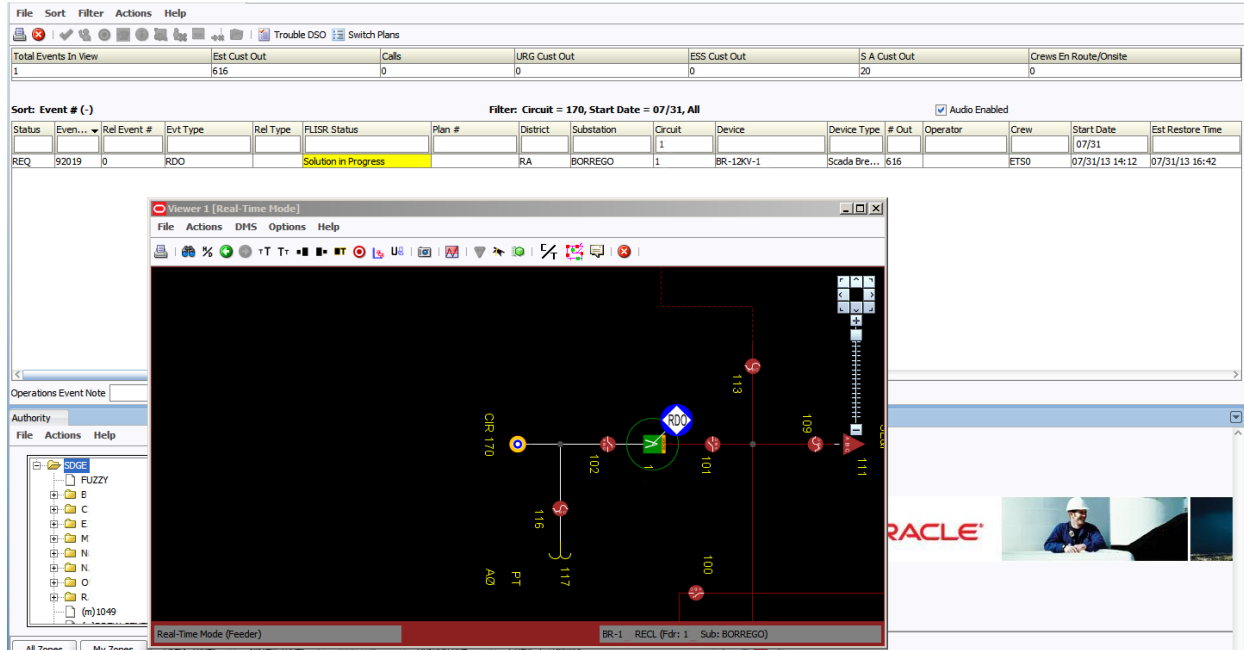 File Sort Filter Actions Help
Trouble DSO Switch Plans
Total Events In View Est Cust Out Calls URG Cust Out ESS Cust Out S A Cust Out Crews En Route/Onsite
1 616 0 0 0 20 0
Sort: Event # (-) Filter: Circuit = 170, Start Date = 07/31, All Audio Enabled
Status Even... Rel Event # Evt Type Rel Type FLISR Status Plan # District Substation Circuit Device Device Type # Out Operator Crew Start Date Est Restore Time
1 07/31
REQ 92019 0 RDO Solution in Progress RA BORREGO 1 BR-12KV-1 Scada Bre... 616 ETS0 07/31/13 14:12 07/31/13 16:42
Viewer 1 [Real-Time Mode]
File Actions DMS Options Help
CIR 170
102
1
RDO
101
113
109
111
116
117
PT
AØ
100
Real-Time Mode (Feeder) BR-1 RECL (Fdr: 1 Sub: BORREGO)
Operations Event Note
Authority
File Actions Help
SDGE
FUZZY
B
C
E
M
N
N
O
R
(m)1049
All Zones My Zones
RACLE